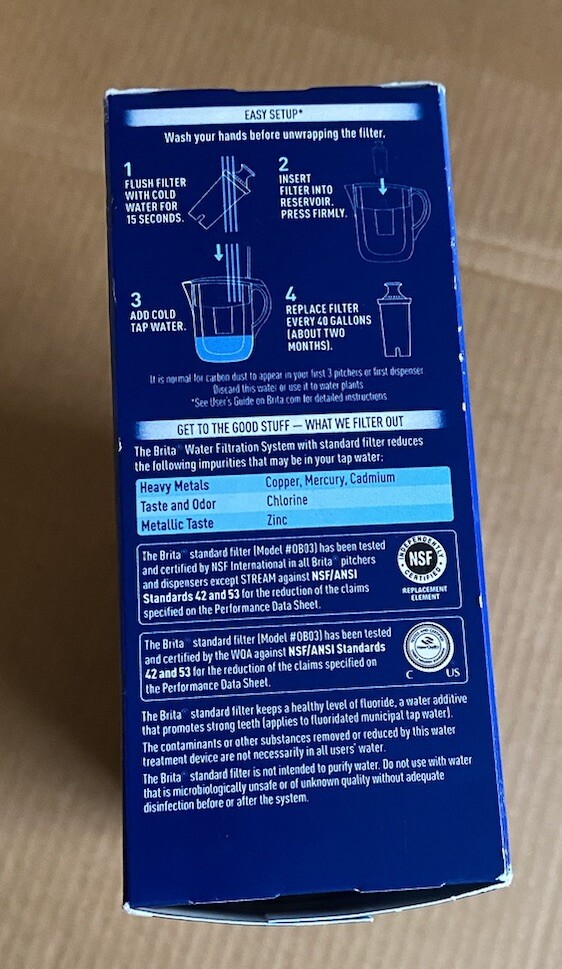 EASY SETUP*
Wash your hands before unwrapping the filter.
1
FLUSH FILTER
WITH COLD
WATER FOR
15 SECONDS.
2
INSERT
FILTER INTO
RESERVOIR.
PRESS FIRMLY.
3
ADD COLD
TAP WATER.
4
REPLACE FILTER
EVERY 40 GALLONS
(ABOUT TWO
MONTHS).
It is normal for carbon dust to appear in your first 3 pitchers or first dispenser
Discard this water or use it to water plants
*See User's Guide on Brita.com for detailed instructions
GET TO THE GOOD STUFF — WHAT WE FILTER OUT
The Brita® Water Filtration System with standard filter reduces
the following impurities that may be in your tap water:
Heavy Metals Copper, Mercury, Cadmium
Taste and Odor Chlorine
Metallic Taste Zinc
The Brita® standard filter (Model #OB03) has been tested
and certified by NSF International in all Brita® pitchers
and dispensers except STREAM against NSF/ANSI
Standards 42 and 53 for the reduction of the claims
specified on the Performance Data Sheet.
INDEPENDENTLY
NSF
CERTIFIED
REPLACEMENT
ELEMENT
The Brita® standard filter (Model #OB03) has been tested
and certified by the WQA against NSF/ANSI Standards
42 and 53 for the reduction of the claims specified on
the Performance Data Sheet.
C US
The Brita® standard filter keeps a healthy level of fluoride, a water additive
that promotes strong teeth (applies to fluoridated municipal tap water).
The contaminants or other substances removed or reduced by this water
treatment device are not necessarily in all users' water.
The Brita® standard filter is not intended to purify water. Do not use with water
that is microbiologically unsafe or of unknown quality without adequate
disinfection before or after the system.